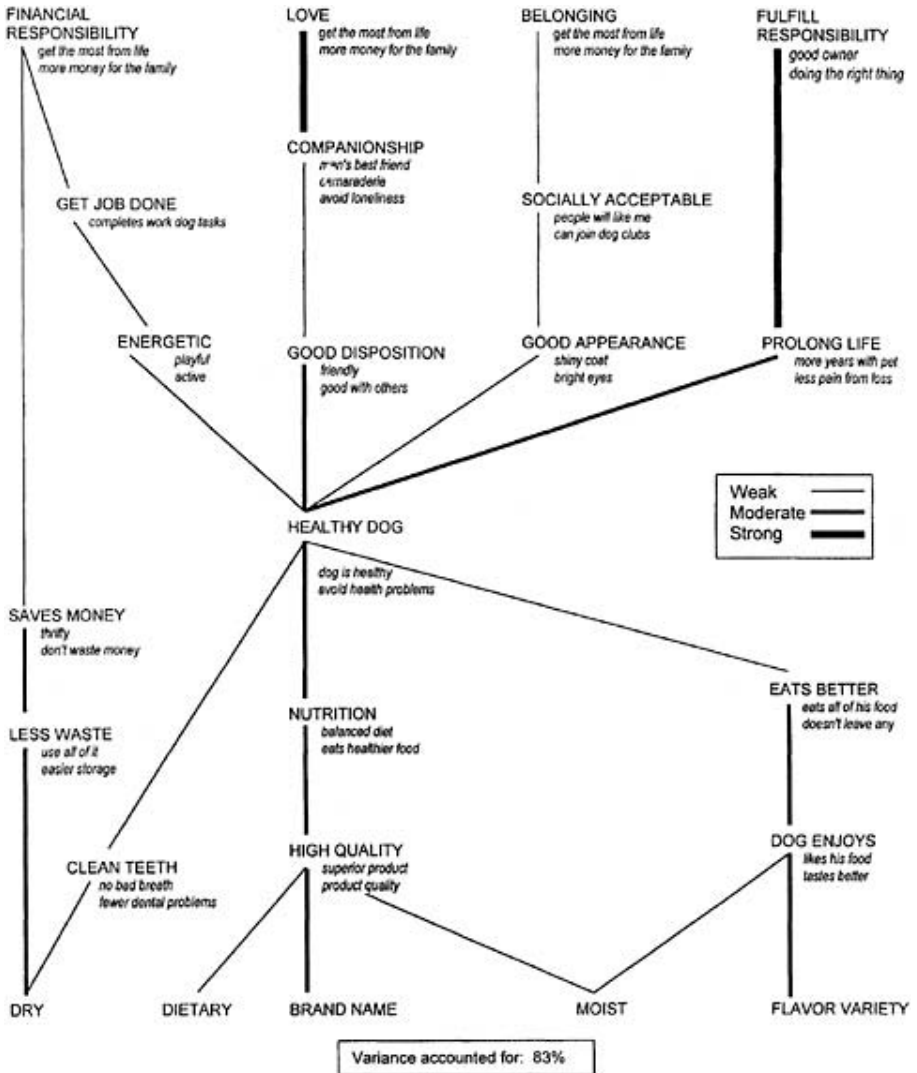 FINANCIAL
RESPONSIBILITY
get the most from life
more money for the family
LOVE
get the most from life
more money for the family
BELONGING
get the most from life
more money for the family
FULFILL
RESPONSIBILITY
good owner
doing the right thing
COMPANIONSHIP
man's best friend
camaraderie
avoid loneliness
GET JOB DONE
completes work dog tasks
SOCIALLY ACCEPTABLE
people will like me
can join dog clubs
ENERGETIC
playful
active
GOOD DISPOSITION
friendly
good with others
GOOD APPEARANCE
shiny coat
bright eyes
PROLONG LIFE
more years with pet
less pain from loss
Weak
Moderate
Strong
HEALTHY DOG
dog is healthy
avoid health problems
SAVES MONEY
thrifty
don't waste money
EATS BETTER
eats all of his food
doesn't leave any
LESS WASTE
use all of it
easier storage
NUTRITION
balanced diet
eats healthier food
CLEAN TEETH
no bad breath
fewer dental problems
HIGH QUALITY
superior product
product quality
DOG ENJOYS
likes his food
tastes better
DRY
DIETARY
BRAND NAME
MOIST
FLAVOR VARIETY
Variance accounted for: 83%